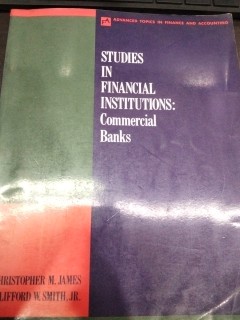 ADVANCED TOPICS IN FINANCE AND ACCOUNTING
STUDIES
IN
FINANCIAL
INSTITUTIONS:
Commercial
Banks
HRISTOPHER M. JAMES
LIFFORD W. SMITH, JR.